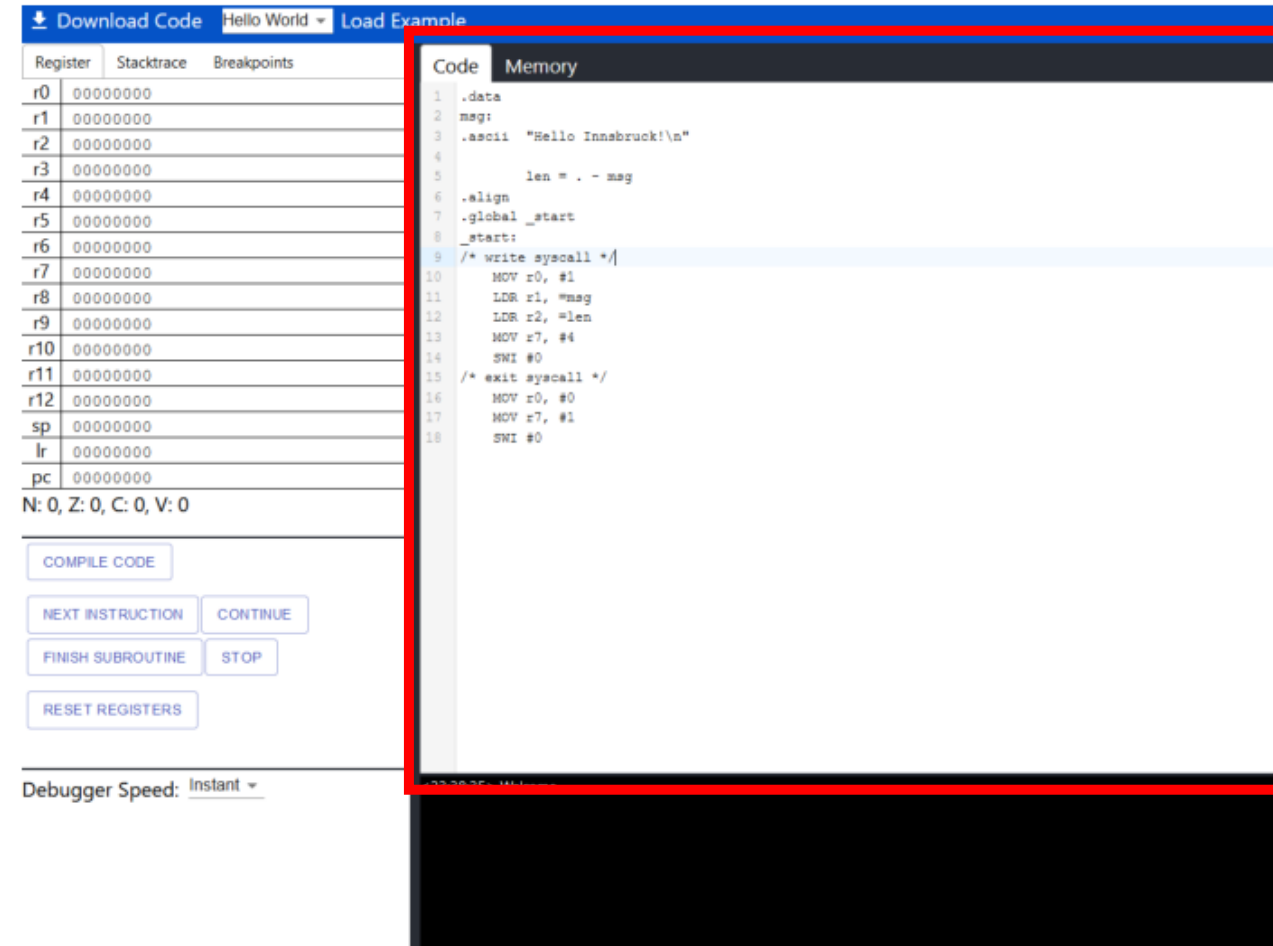 Download Code Hello World Load Example
Register Stacktrace Breakpoints
r0 00000000
r1 00000000
r2 00000000
r3 00000000
r4 00000000
r5 00000000
r6 00000000
r7 00000000
r8 00000000
r9 00000000
r10 00000000
r11 00000000
r12 00000000
sp 00000000
lr 00000000
pc 00000000
N: 0, Z: 0, C: 0, V: 0
COMPILE CODE
NEXT INSTRUCTION CONTINUE
FINISH SUBROUTINE STOP
RESET REGISTERS
Debugger Speed: Instant
Code Memory
1 .data
2 msg:
3 .ascii "Hello Innsbruck!\n"
4
5 len = . - msg
6 .align
7 .global _start
8 _start:
9 /* write syscall */
10 MOV r0, #1
11 LDR r1, =msg
12 LDR r2, =len
13 MOV r7, #4
14 SWI #0
15 /* exit syscall */
16 MOV r0, #0
17 MOV r7, #1
18 SWI #0